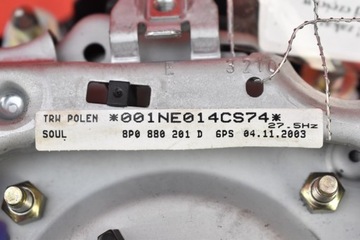 TRW POLEN *001NE014CS74*
27.5Hz
SOUL 8P0 880 201 D 6PS 04.11.2003